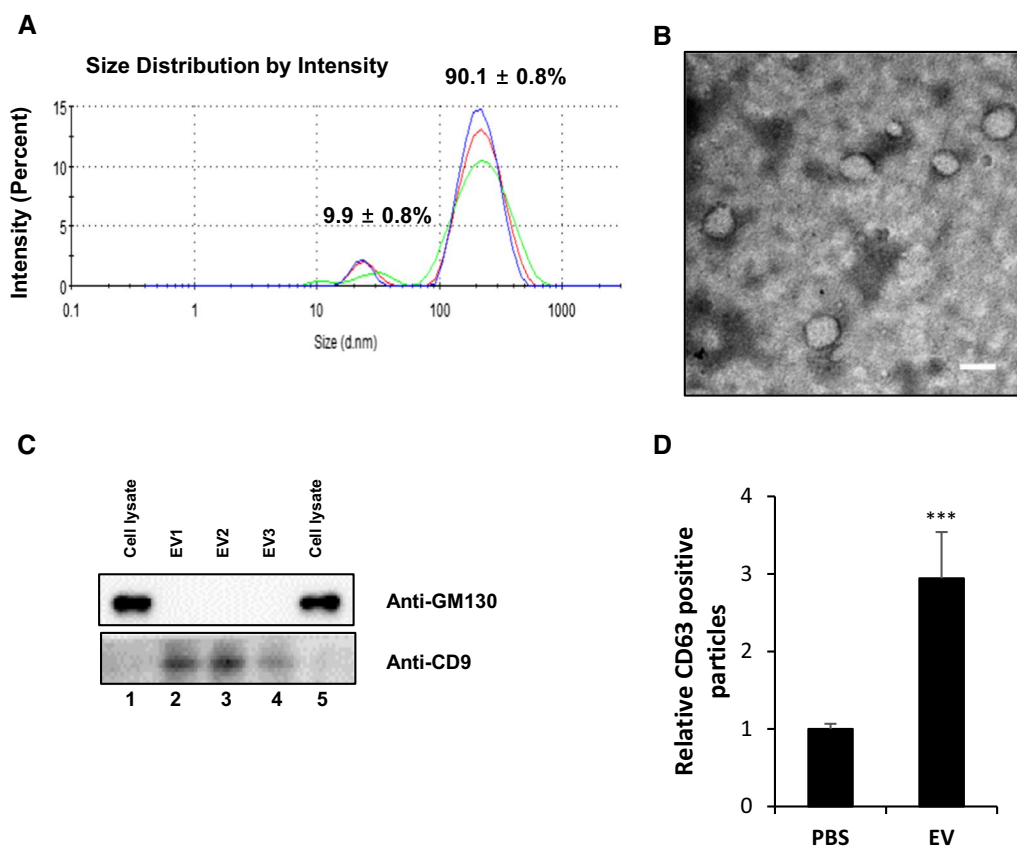 A
Size Distribution by Intensity
90.1 ± 0.8%
9.9 ± 0.8%
Intensity (Percent)
15
10
5
0
0.1 1 10 100 1000
Size (d.nm)
B
C
Cell lysate EV1 EV2 EV3 Cell lysate
Anti-GM130
Anti-CD9
1 2 3 4 5
D
Relative CD63 positive
particles
4
3
2
1
0
***
PBS EV